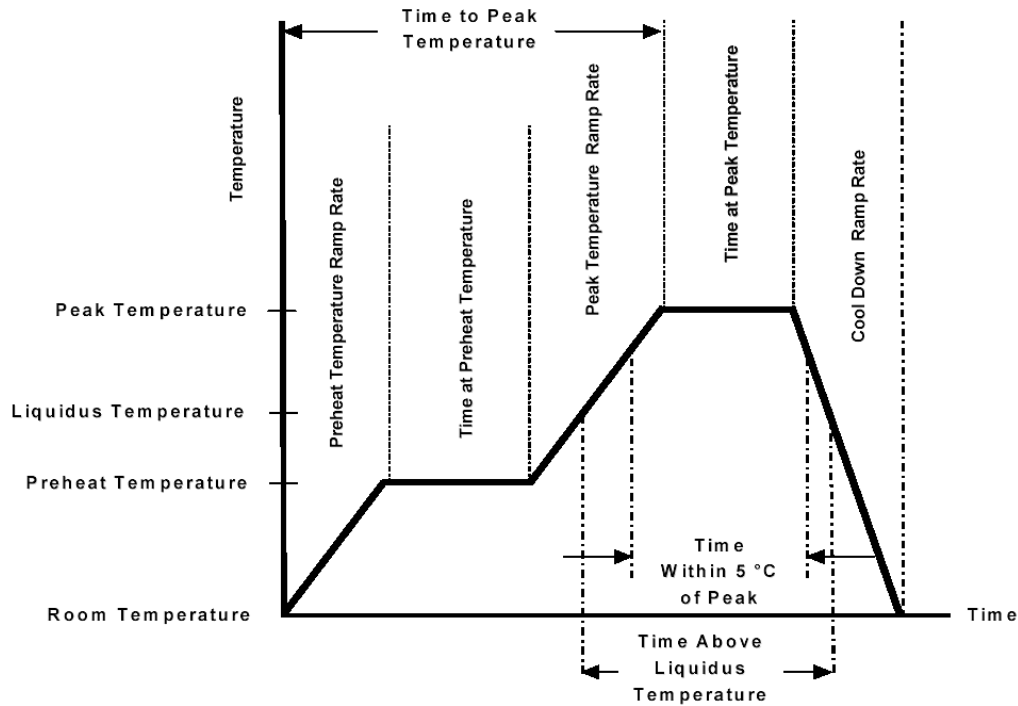 Time to Peak
Temperature
Temperature
Preheat Temperature Ramp Rate
Time at Preheat Temperature
Peak Temperature Ramp Rate
Time at Peak Temperature
Cool Down Ramp Rate
Peak Temperature
Liquidus Temperature
Preheat Temperature
Room Temperature
Time
Within 5 °C
of Peak
Time
Time Above
Liquidus
Temperature